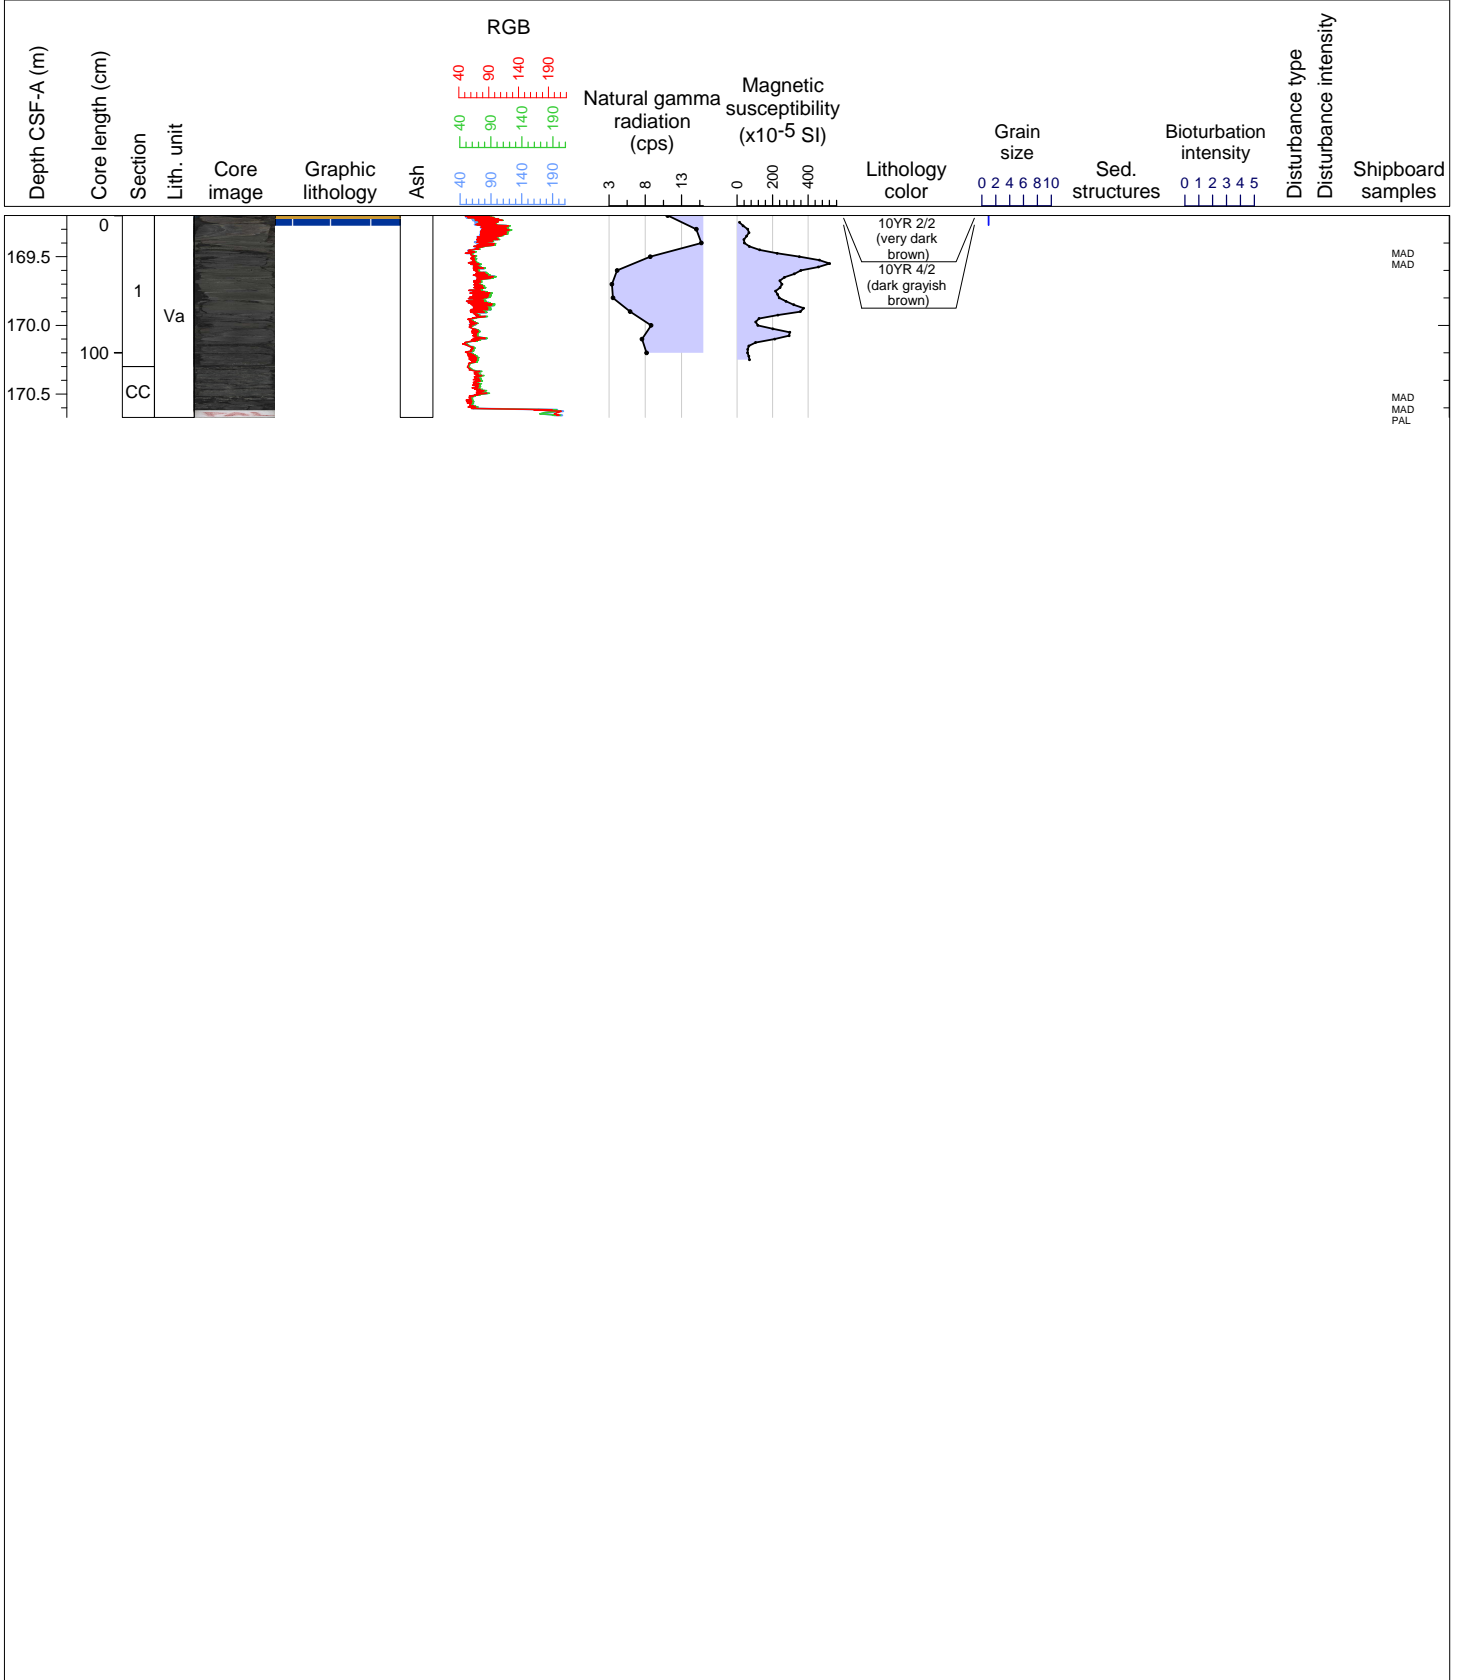 Depth CSF-A (m)
Core length (cm)
Section
Lith. unit
Core
image
Graphic
lithology
Ash
RGB
40 90 140 190
40 90 140 190
40 90 140 190
Natural gamma
radiation
(cps)
3 8 13
Magnetic
susceptibility
(x10-5 SI)
0 200 400
Lithology
color
Grain
size
0 2 4 6 8 10
Sed.
structures
Bioturbation
intensity
0 1 2 3 4 5
Disturbance type
Disturbance intensity
Shipboard
samples
0
100
169.5
170.0
170.5
1
CC
Va
10YR 2/2
(very dark
brown)
10YR 4/2
(dark grayish
brown)
MAD
MAD
MAD
MAD
PAL